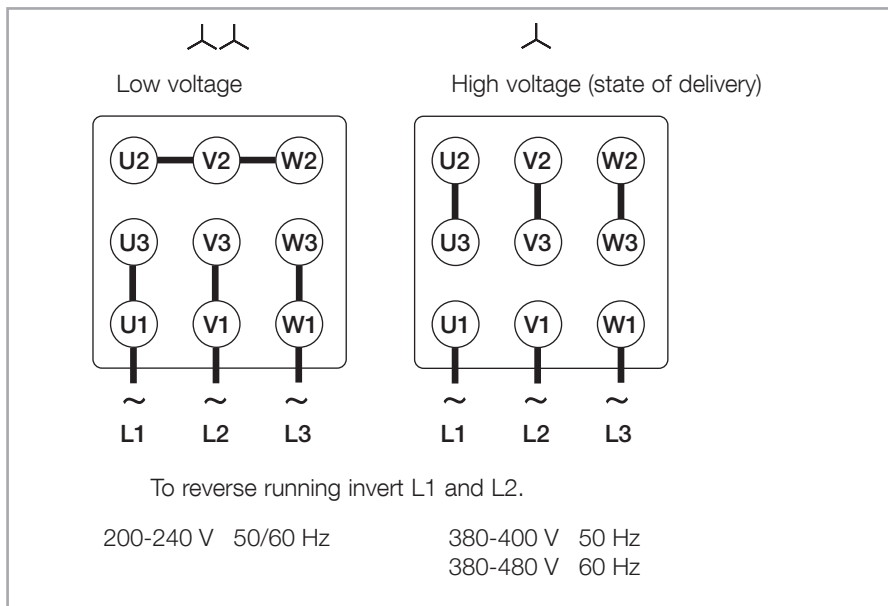 Low voltage High voltage (state of delivery)
U2 V2 W2 U2 V2 W2
U3 V3 W3 U3 V3 W3
U1 V1 W1 U1 V1 W1
~ ~ ~ ~ ~ ~
L1 L2 L3 L1 L2 L3
To reverse running invert L1 and L2.
200-240 V 50/60 Hz 380-400 V 50 Hz
380-480 V 60 Hz